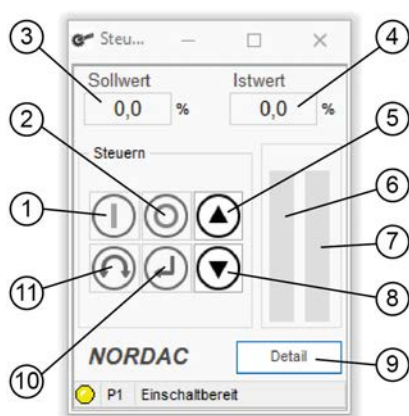 3
4
Steu...
Sollwert
Istwert
0,0 %
0,0 %
2
5
Steuern
6
1
7
11
8
10
NORDAC
Detail
9
P1 Einschaltbereit